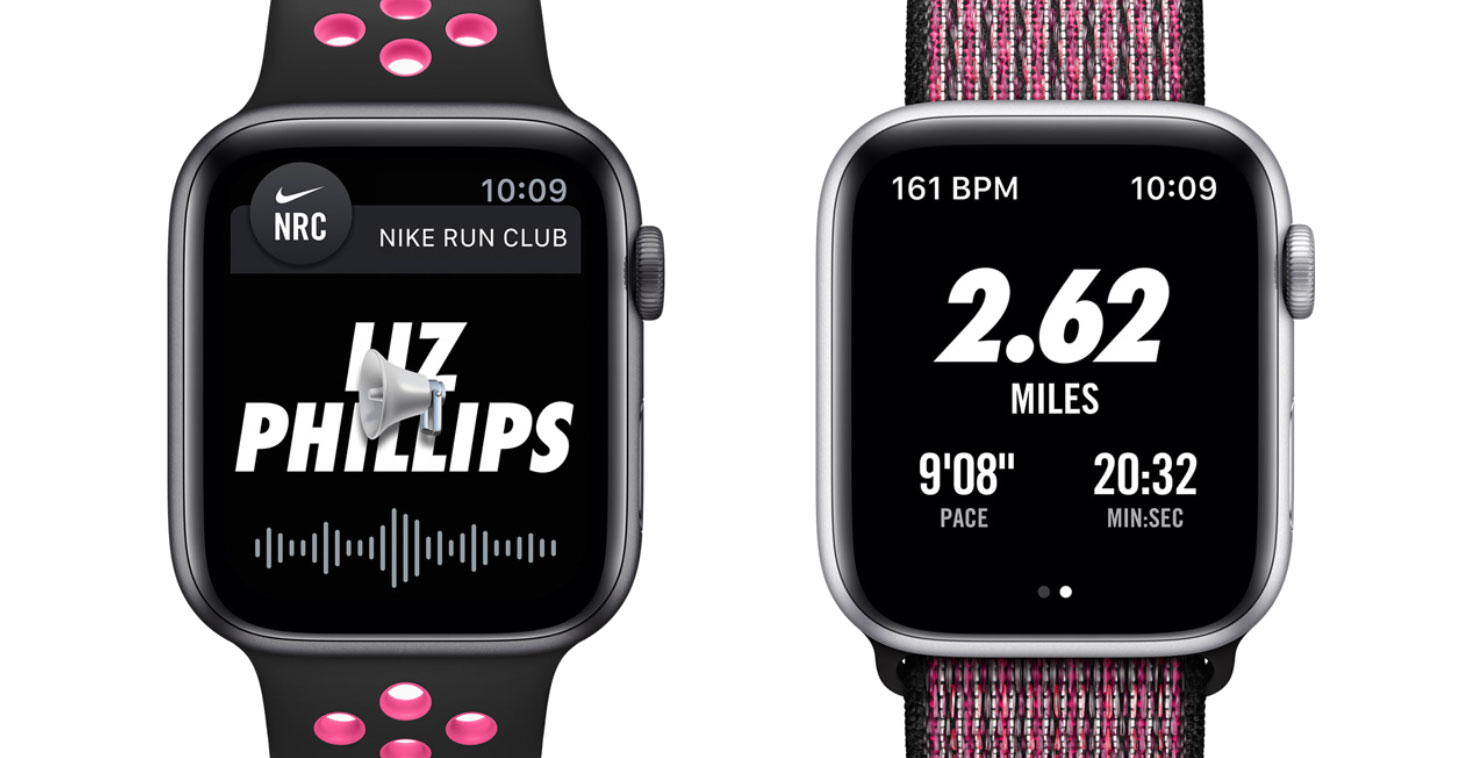 10:09
NRC
NIKE RUN CLUB
LIZ
PHILLIPS
161 BPM 10:09
2.62
MILES
9'08" 20:32
PACE MIN:SEC